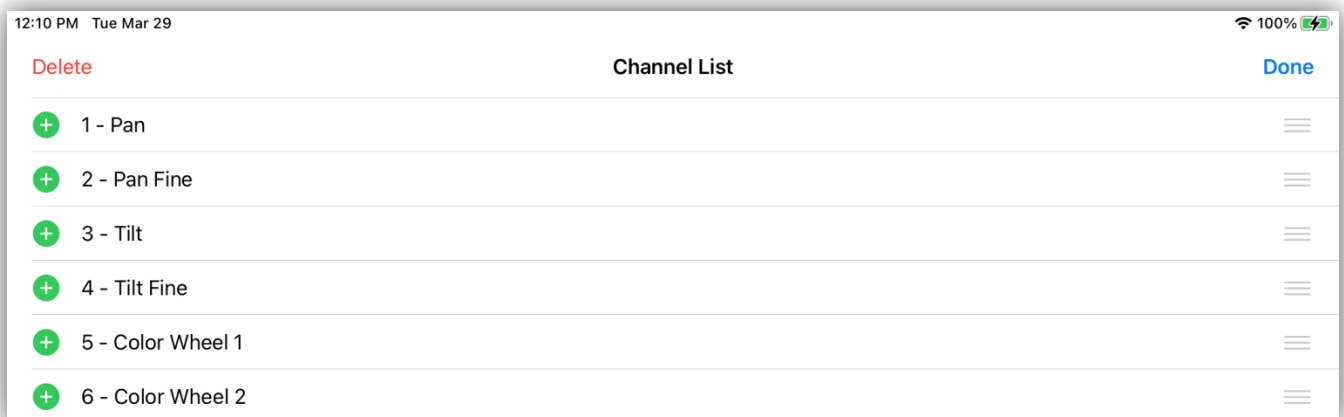 12:10 PM Tue Mar 29 100%
Delete Channel List Done
1 - Pan
2 - Pan Fine
3 - Tilt
4 - Tilt Fine
5 - Color Wheel 1
6 - Color Wheel 2